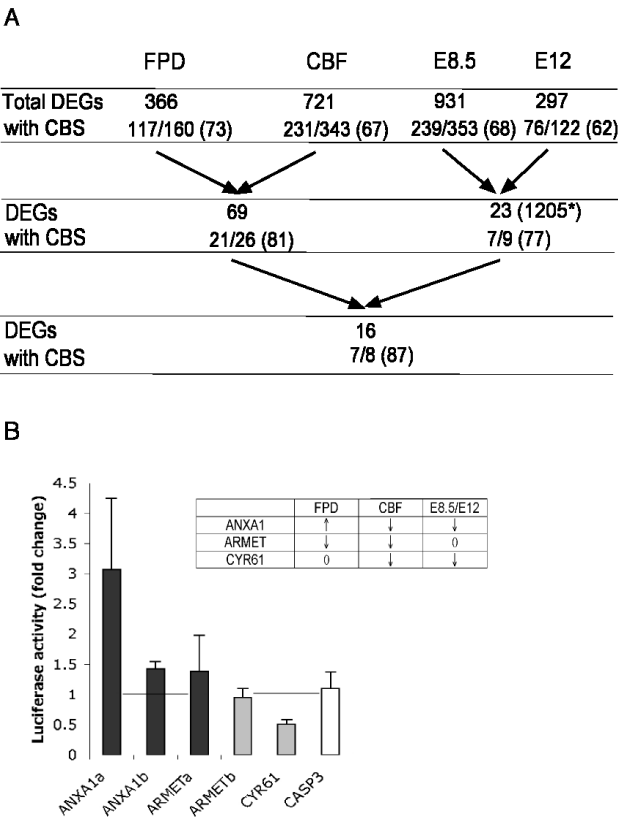 A
FPD CBF E8.5 E12
Total DEGs 366 721 931 297
with CBS 117/160 (73) 231/343 (67) 239/353 (68) 76/122 (62)
DEGs 69 23 (1205*)
with CBS 21/26 (81) 7/9 (77)
DEGs 16
with CBS 7/8 (87)
B
Luciferase activity (fold change)
4.5
4
3.5
3
2.5
2
1.5
1
0.5
0
FPD CBF E8.5/E12
ANXA1 ↑ ↓ ↓
ARMET ↓ ↓ 0
CYR61 0 ↓ ↓
ANXA1a
ANXA1b
ARMETa
ARMETb
CYR61
CASP3